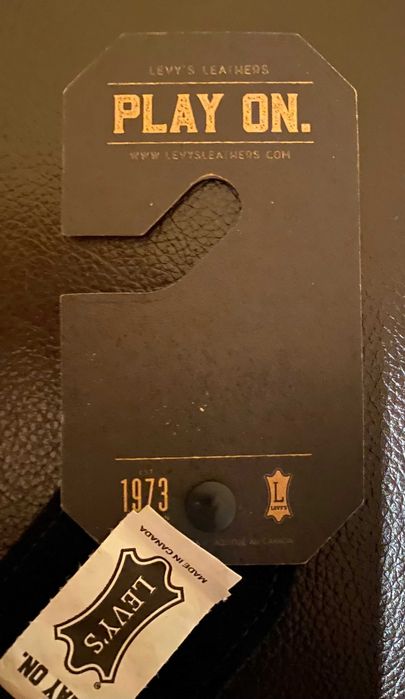 LEVY'S LEATHERS
PLAY ON.
WWW.LEVYSLEATHERS.COM
EST
1973
L
LEVY'S
MADE IN CANADA
LEVY'S
®
AY ON.